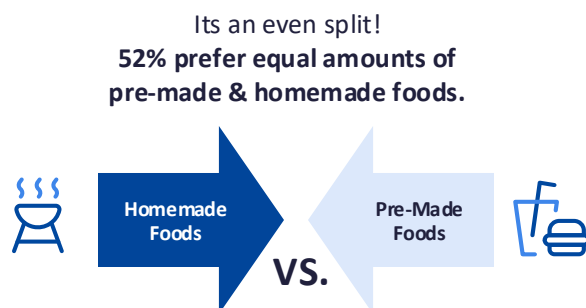 Its an even split!
52% prefer equal amounts of
pre-made & homemade foods.
Homemade
Foods
Pre-Made
Foods
VS.